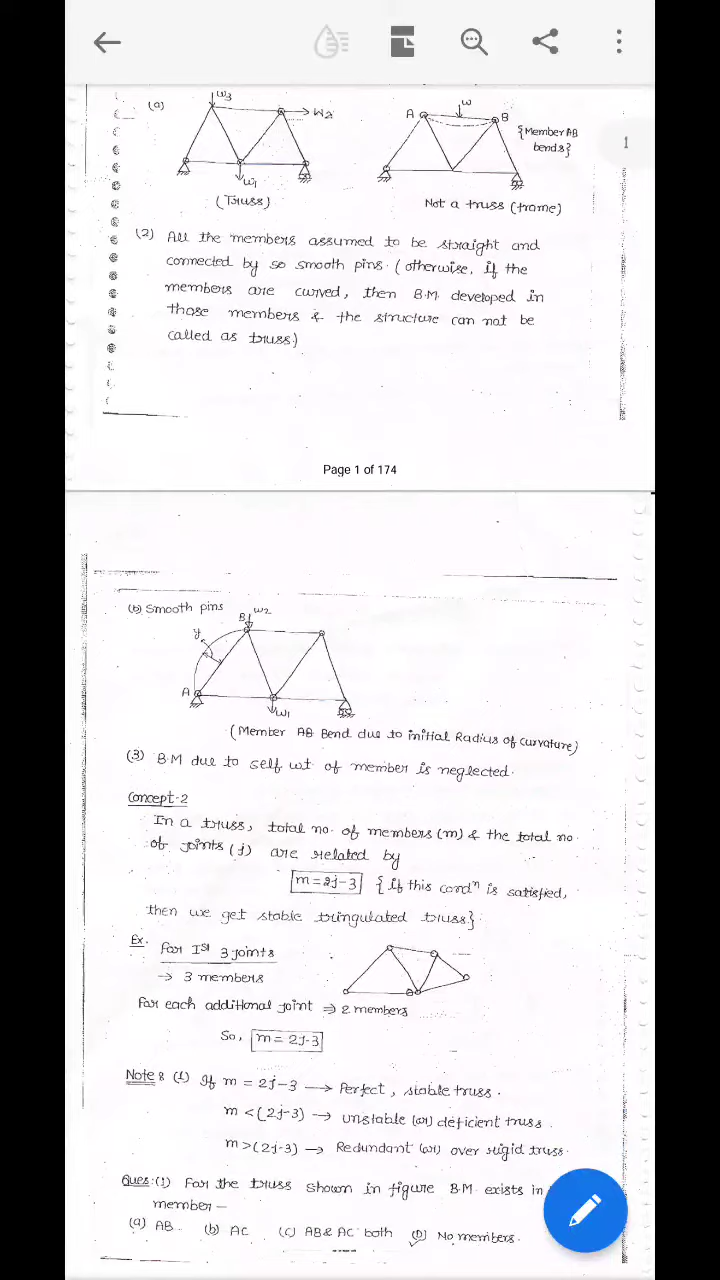 (a)
W3
W2
W1
(Truss)
A
w
B
{Member AB
bends}
Not a truss (frame)
1
(2) All the members assumed to be straight and
connected by so smooth pins. (otherwise, if the
members are curved, then B.M. developed in
those members & the structure can not be
called as truss.)
Page 1 of 174
(b) Smooth pins
B
W2
y
A
W1
(Member AB Bend due to initial Radius of curvature)
(3) B.M due to self wt. of member is neglected.
Concept-2
In a truss, total no. of members (m) & the total no.
of joints (j) are related by
m = 2j-3 {if this condn is satisfied,
then we get stable tringulated truss}.
Ex. For Ist 3 joints
→ 3 members
For each additional joint ⇒ 2 members
So, m = 2j-3
Note: (1) If m = 2j-3 → Perfect, stable truss.
m < (2j-3) → unstable (or) deficient truss.
m > (2j-3) → Redundant (or) over rigid truss.
Ques:(1) For the truss shown in figure B.M exists in
member –
(a) AB (b) AC (c) AB & AC both (D) No members.